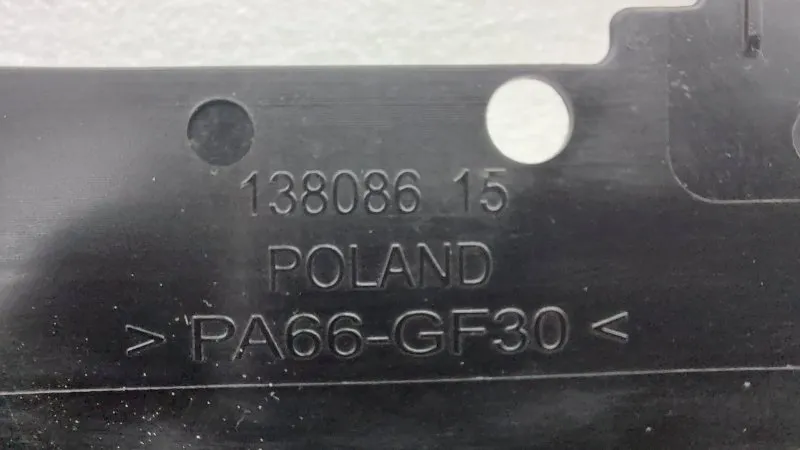 138086 15
POLAND
> PA66-GF30 <